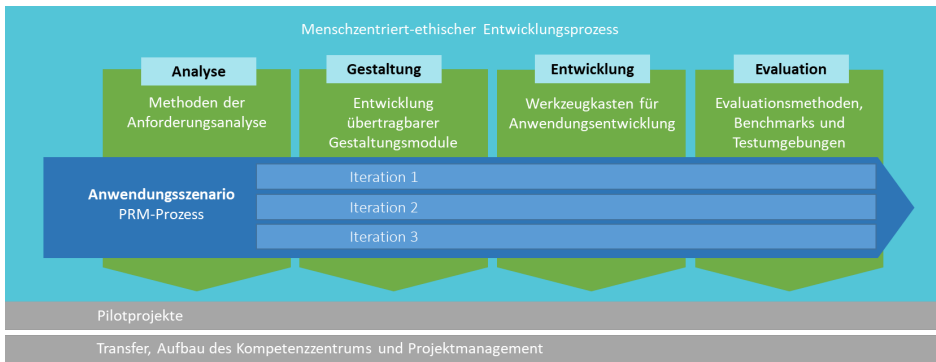 Menschzentriert-ethischer Entwicklungsprozess
Analyse
Methoden der
Anforderungsanalyse
Gestaltung
Entwicklung
übertragbarer
Gestaltungsmodule
Entwicklung
Werkzeugkasten für
Anwendungsentwicklung
Evaluation
Evaluationsmethoden,
Benchmarks und
Testumgebungen
Anwendungsszenario
PRM-Prozess
Iteration 1
Iteration 2
Iteration 3
Pilotprojekte
Transfer, Aufbau des Kompetenzzentrums und Projektmanagement